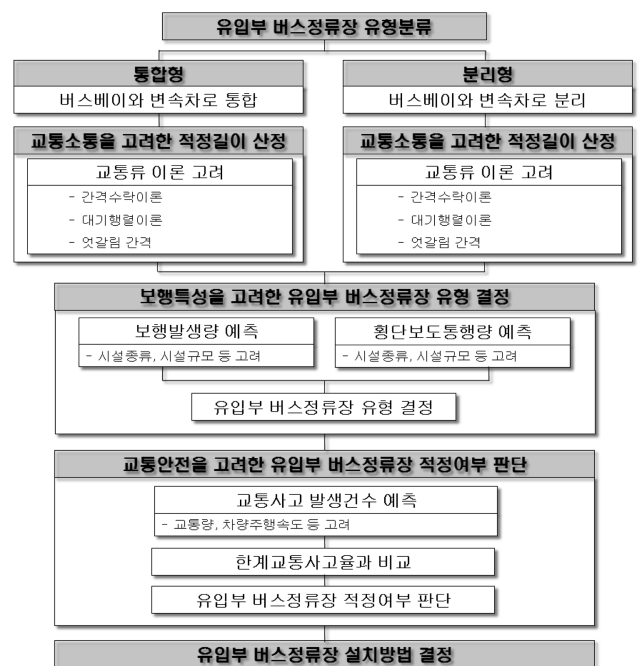 유입부 버스정류장 유형분류
통합형
버스베이와 변속차로 통합
분리형
버스베이와 변속차로 분리
교통소통을 고려한 적정길이 산정
교통류 이론 고려
- 간격수락이론
- 대기행렬이론
- 엇갈림 간격
교통소통을 고려한 적정길이 산정
교통류 이론 고려
- 간격수락이론
- 대기행렬이론
- 엇갈림 간격
보행특성을 고려한 유입부 버스정류장 유형 결정
보행발생량 예측
- 시설종류, 시설규모 등 고려
횡단보도통행량 예측
- 시설종류, 시설규모 등 고려
유입부 버스정류장 유형 결정
교통안전을 고려한 유입부 버스정류장 적정여부 판단
교통사고 발생건수 예측
- 교통량, 차량주행속도 등 고려
한계교통사고율과 비교
유입부 버스정류장 적정여부 판단
유입부 버스정류장 설치방법 결정